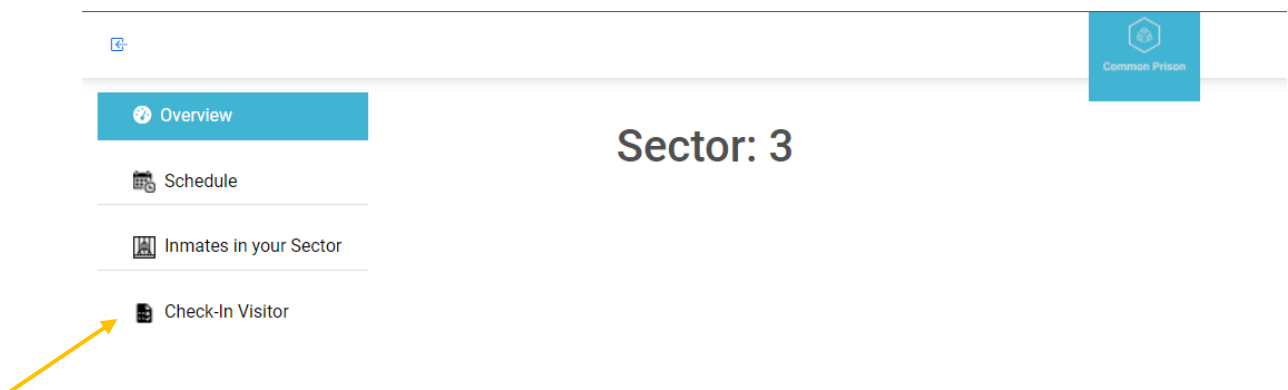 Common Prison
Overview
Sector: 3
Schedule
Inmates in your Sector
Check-In Visitor